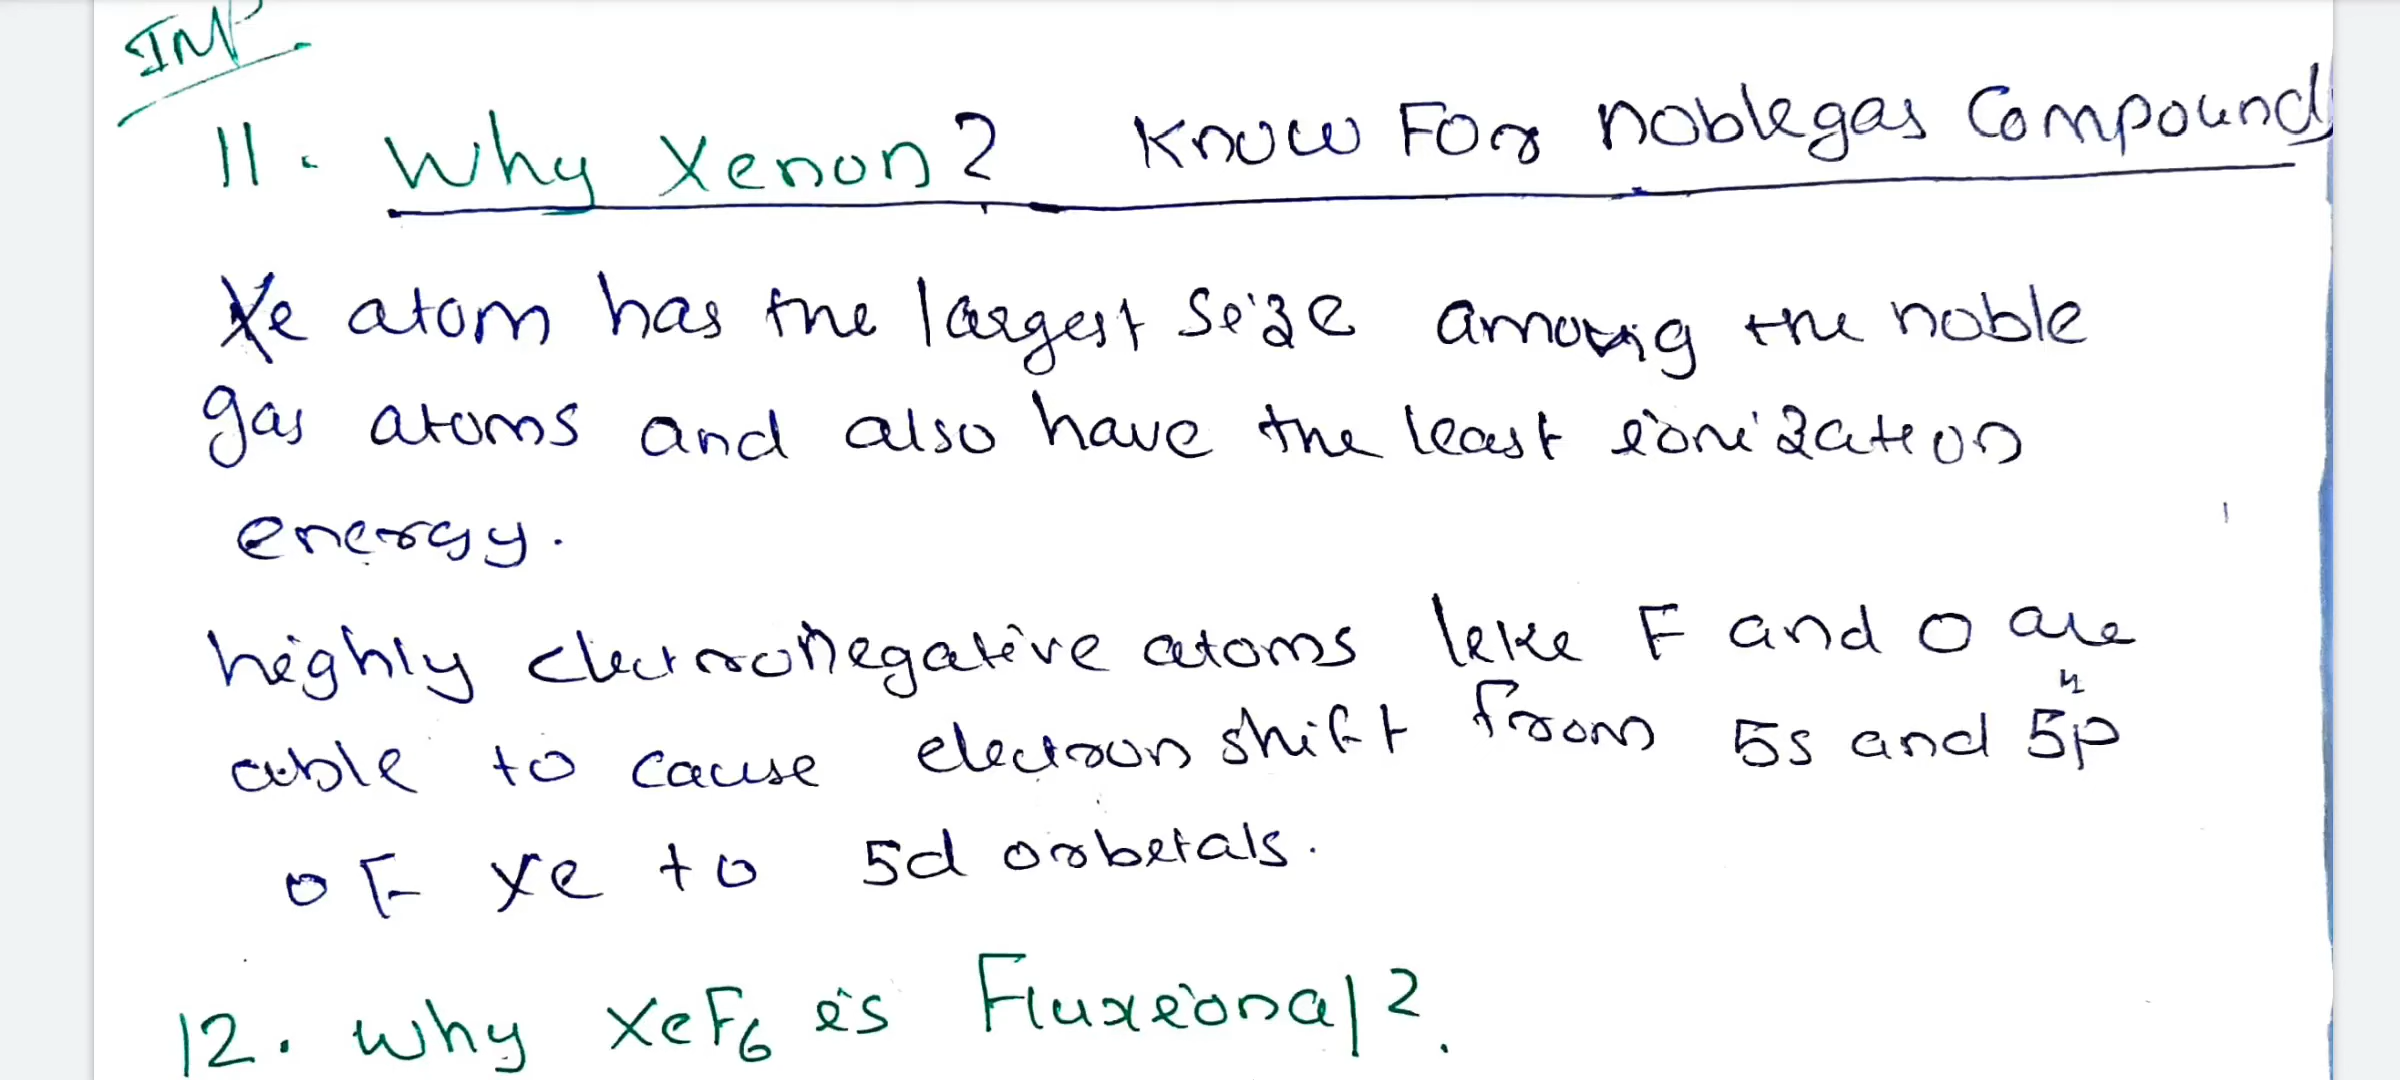 IMP
11. Why Xenon? Know For noblegas Compounds
Xe atom has the largest size among the noble
gas atoms and also have the least ionization
energy.
highly electronegative atoms like F and O are
able to cause electron shift from 5s and 5p
of Xe to 5d orbitals.
12. Why XeF6 is Fluxional?